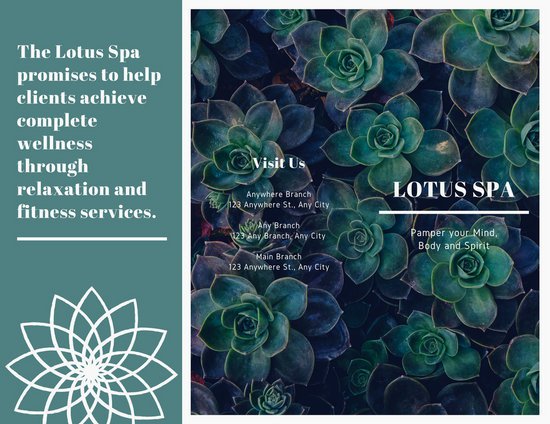 The Lotus Spa
promises to help
clients achieve
complete
wellness
through
relaxation and
fitness services.
Visit Us
Anywhere Branch
123 Anywhere St., Any City
Any Branch
123 Any Branch, Any City
Main Branch
123 Anywhere St., Any City
LOTUS SPA
Pamper your Mind,
Body and Spirit